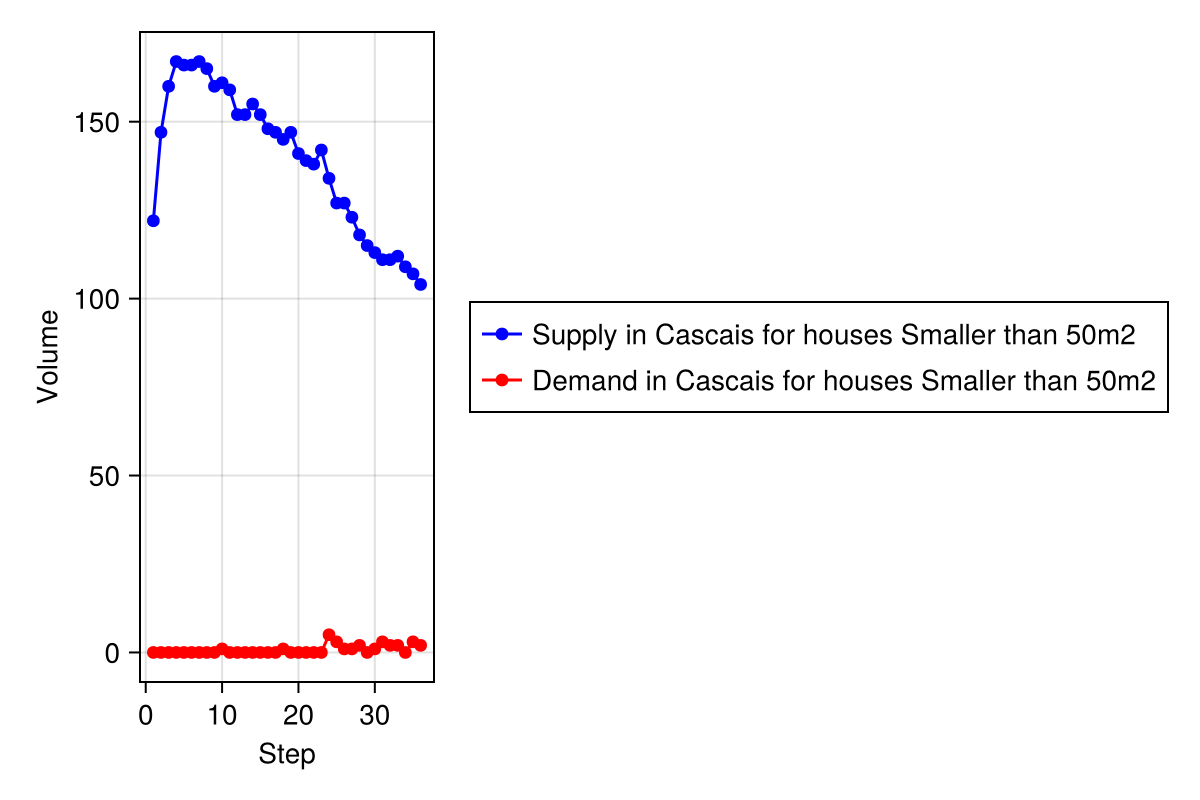 Volume
150
100
50
0
0 10 20 30
Step
Supply in Cascais for houses Smaller than 50m2
Demand in Cascais for houses Smaller than 50m2